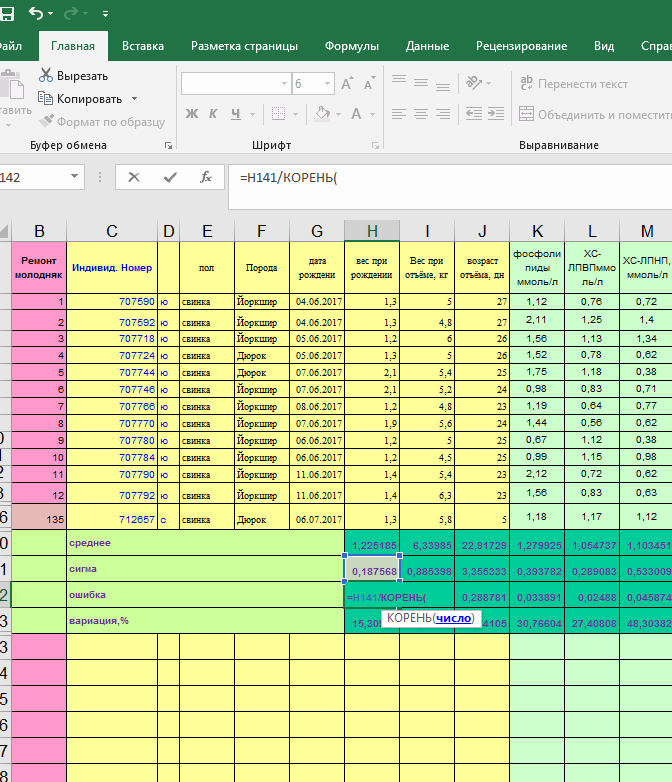 айл Главная Вставка Разметка страницы Формулы Данные Рецензирование Вид Справ
Вырезать
Копировать
Формат по образцу
тавить
Буфер обмена
6
Ж К Ч
Шрифт
Перенести текст
Объединить и помести
Выравнивание
142 fx =H141/КОРЕНЬ(
B C D E F G H I J K L M
Ремонт молодняк Индивид. Номер пол Порода дата рождени вес при рождении Вес при отъёме, кг возраст отъёма, дн фосфолипиды ммоль/л ХС-ЛПВПммоль/л ХС-ЛПНП, ммоль/л
1 707590 ю свинка Йоркшир 04.06.2017 1,3 5 27 1,12 0,76 0,72
2 707592 ю свинка Йоркшир 04.06.2017 1,3 4,8 27 2,11 1,25 1,4
3 707718 ю свинка Йоркшир 05.06.2017 1,2 6 26 1,56 1,13 1,34
4 707724 ю свинка Дюрок 05.06.2017 1,3 5 26 1,52 0,78 0,62
5 707744 ю свинка Дюрок 07.06.2017 2,1 5,4 25 1,75 1,18 0,38
6 707746 ю свинка Йоркшир 07.06.2017 2,1 5,2 24 0,98 0,83 0,71
7 707766 ю свинка Йоркшир 08.06.2017 1,2 4,8 23 1,19 0,64 0,77
8 707770 ю свинка Йоркшир 07.06.2017 1,9 5,6 24 1,44 0,56 0,62
9 707780 ю свинка Йоркшир 06.06.2017 1,2 5 25 0,67 1,12 0,38
10 707784 ю свинка Йоркшир 06.06.2017 1,2 4,5 25 0,99 1,15 0,98
11 707790 ю свинка Йоркшир 11.06.2017 1,4 5,4 23 2,12 0,72 0,62
12 707792 ю свинка Йоркшир 11.06.2017 1,4 6,3 23 1,56 0,83 0,63
6 135 712657 с свинка Дюрок 06.07.2017 1,3 5,8 5 1,18 1,17 1,12
0 среднее 1,225185 6,33985 22,91729 1,279925 1,054737 1,103451
1 сигма 0,187568 0,885398 3,355333 0,393782 0,289083 0,533009
2 ошибка =H141/КОРЕНЬ( 0,288781 0,033891 0,02488 0,045874
КОРЕНЬ(число)
3 вариация,% 15,30 4105 30,76604 27,40808 48,30382
3
4
5
6
7
8